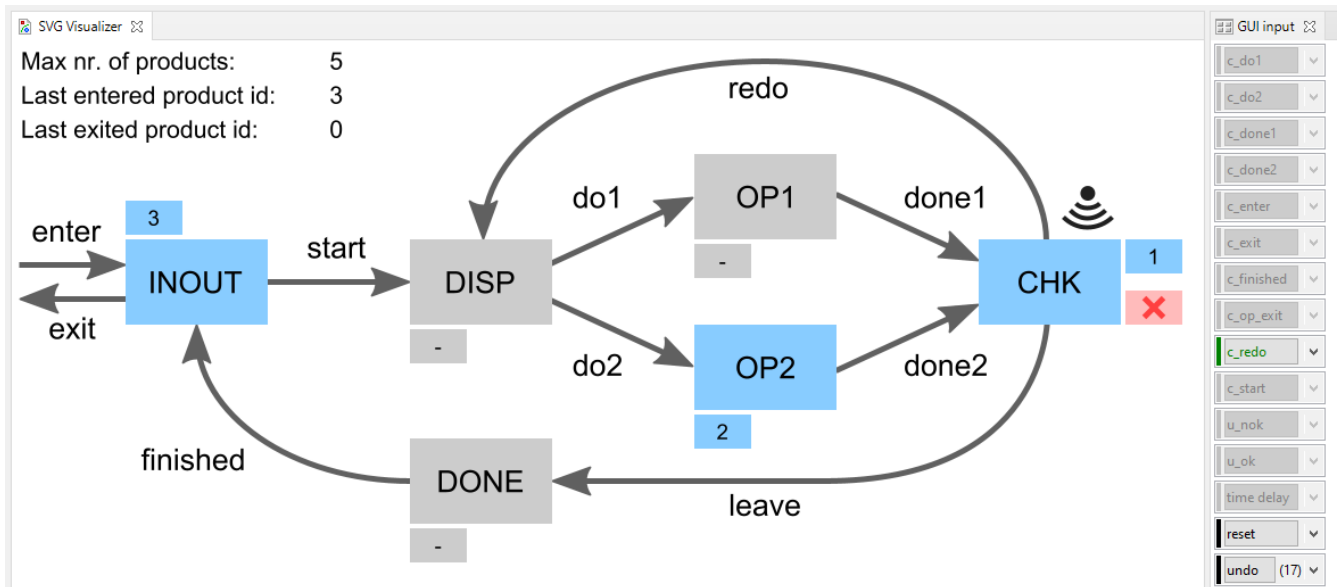 SVG Visualizer
GUI input
Max nr. of products: 5
Last entered product id: 3
Last exited product id: 0
redo
enter
exit
3
INOUT
start
DISP
-
do1
do2
OP1
-
OP2
2
done1
done2
CHK
1
finished
DONE
-
leave
c_do1
c_do2
c_done1
c_done2
c_enter
c_exit
c_finished
c_op_exit
c_redo
c_start
u_nok
u_ok
time delay
reset
undo (17)